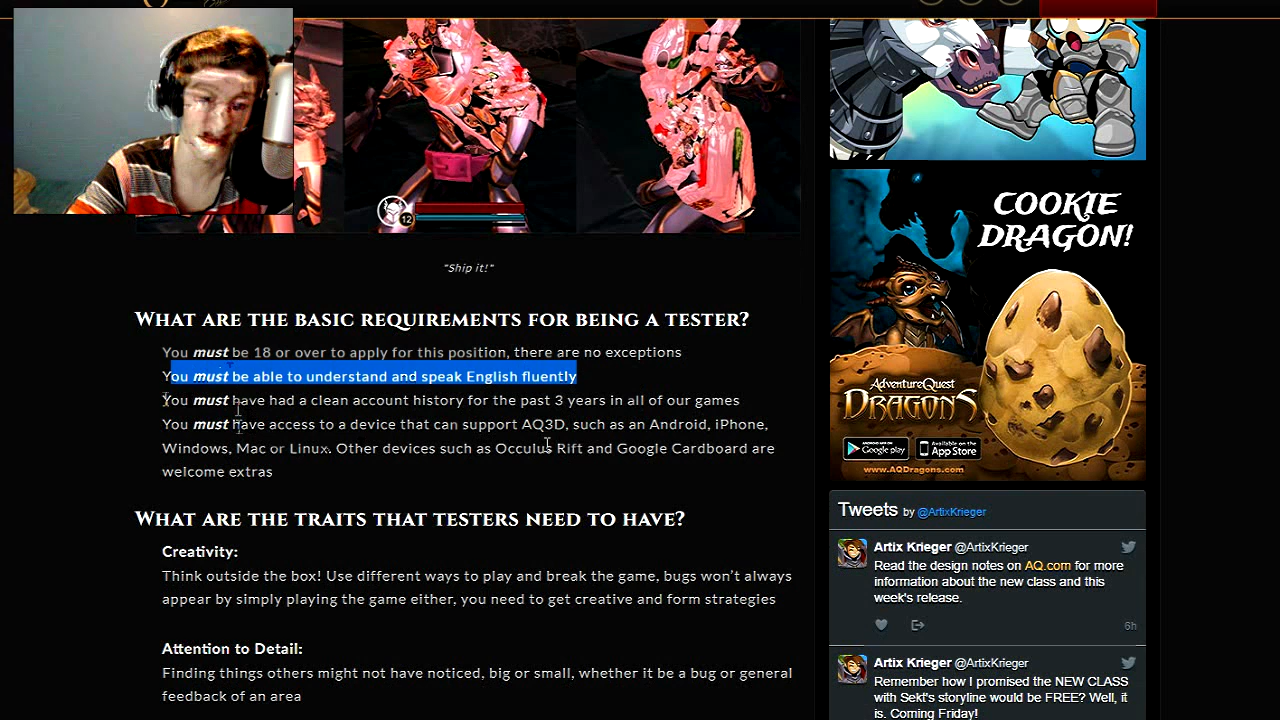 12
"Ship it!"
WHAT ARE THE BASIC REQUIREMENTS FOR BEING A TESTER?
You must be 18 or over to apply for this position, there are no exceptions
You must be able to understand and speak English fluently
You must have had a clean account history for the past 3 years in all of our games
You must have access to a device that can support AQ3D, such as an Android, iPhone,
Windows, Mac or Linux. Other devices such as Occulus Rift and Google Cardboard are
welcome extras
WHAT ARE THE TRAITS THAT TESTERS NEED TO HAVE?
Creativity:
Think outside the box! Use different ways to play and break the game, bugs won't always
appear by simply playing the game either, you need to get creative and form strategies
Attention to Detail:
Finding things others might not have noticed, big or small, whether it be a bug or general
feedback of an area
COOKIE
DRAGON!
ADVENTUREQUEST
DRAGONS
Google play
Available on the
App Store
www.AQDragons.com
Tweets by @ArtixKrieger
Artix Krieger @ArtixKrieger
Read the design notes on AQ.com for more
information about the new class and this
week's release.
6h
Artix Krieger @ArtixKrieger
Remember how I promised the NEW CLASS
with Sekt's storyline would be FREE? Well, it
is. Coming Friday!